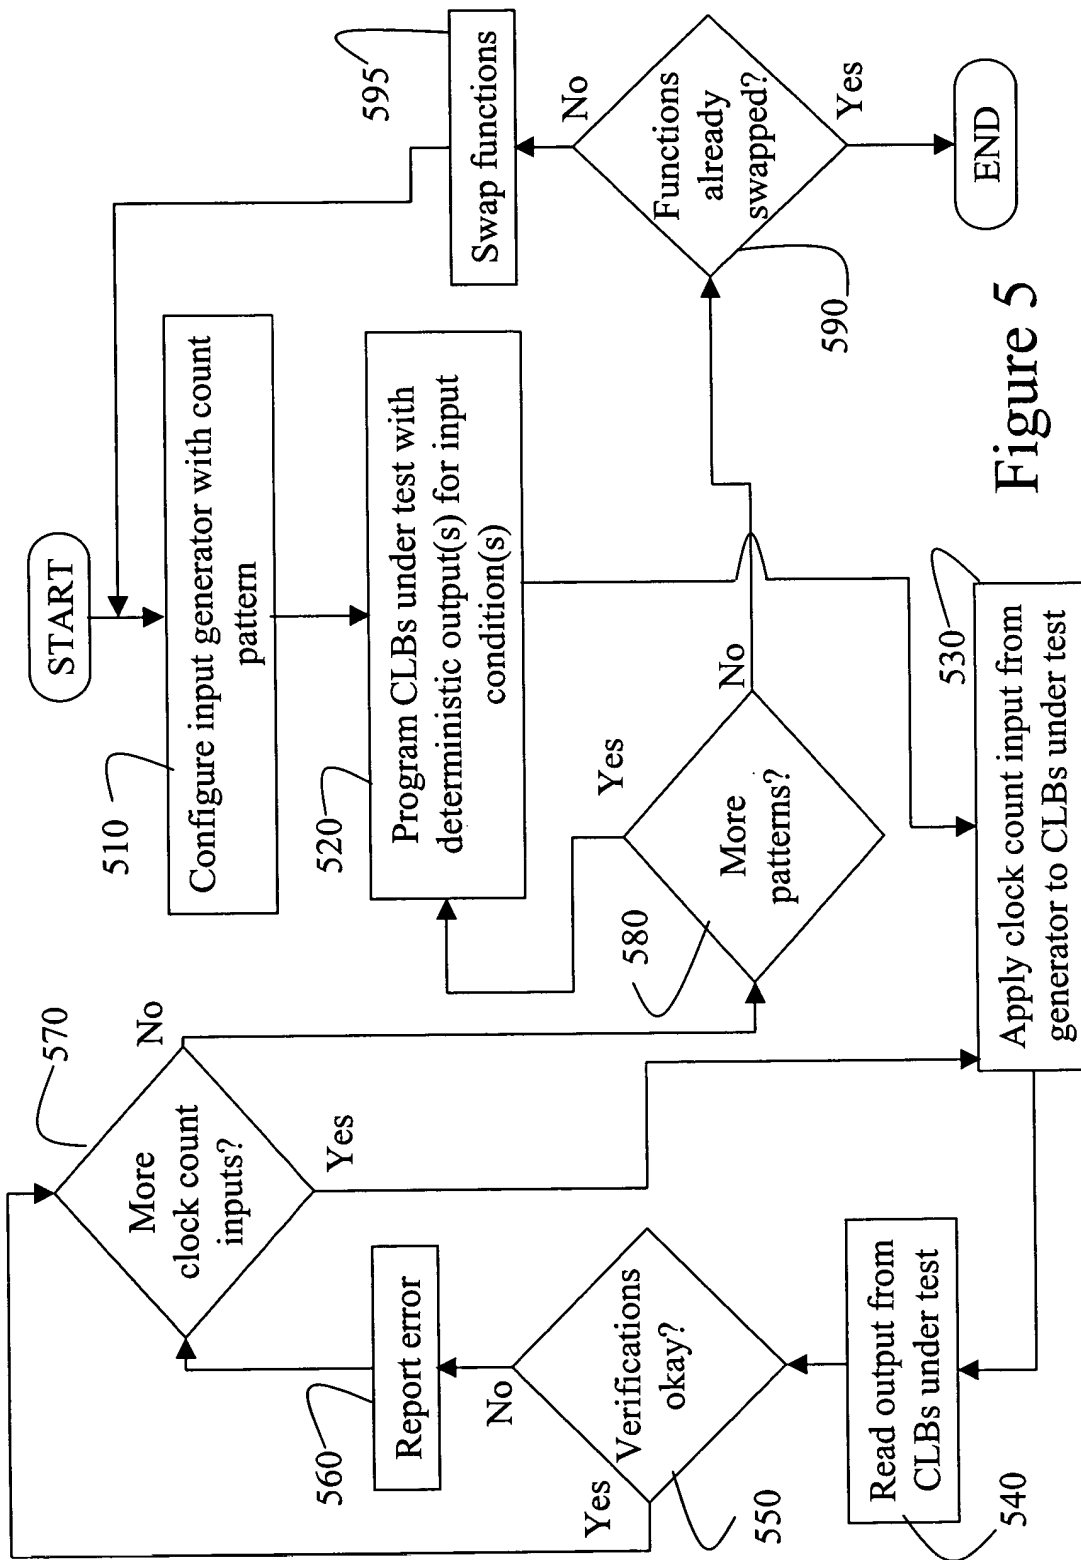 START
510
Configure input generator with count
pattern
520
Program CLBs under test with
deterministic output(s) for input
condition(s)
530
Apply clock count input from
generator to CLBs under test
540
Read output from
CLBs under test
550
Verifications
okay?
Yes
No
560
Report error
570
More
clock count
inputs?
Yes
No
580
More
patterns?
Yes
No
590
Functions
already
swapped?
No
Yes
595
Swap functions
END
Figure 5